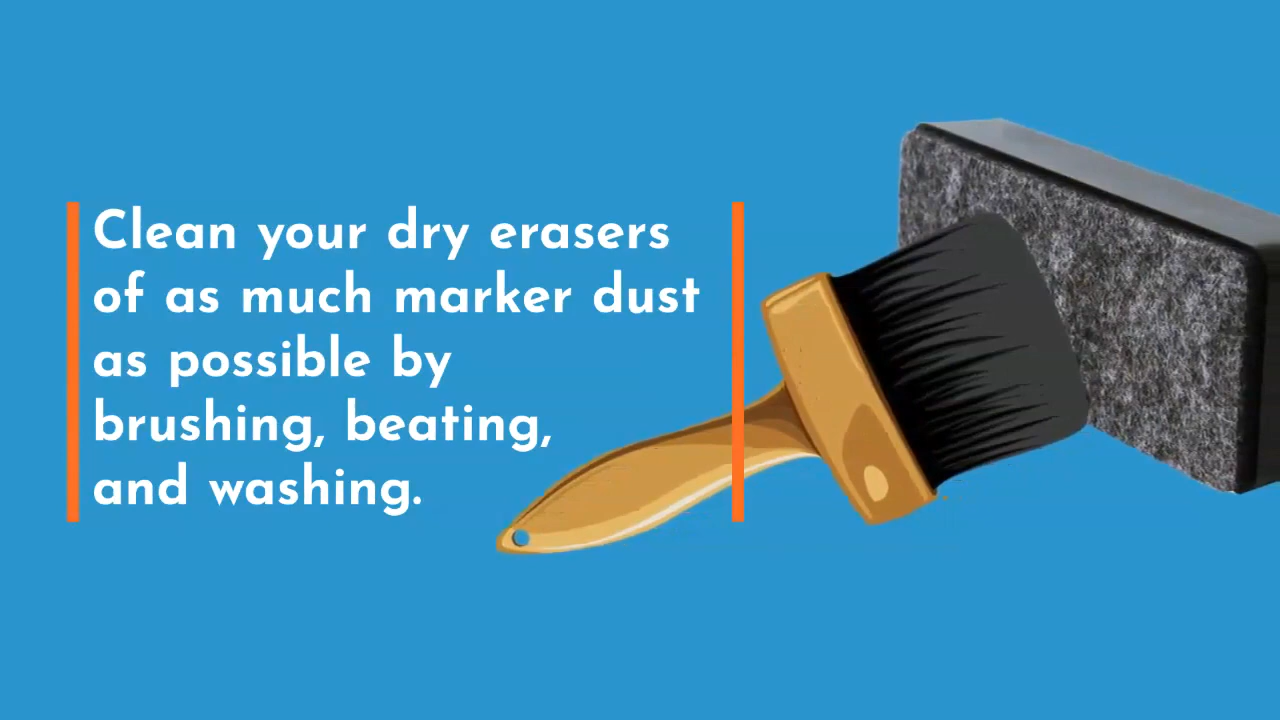 Clean your dry erasers
of as much marker dust
as possible by
brushing, beating,
and washing.